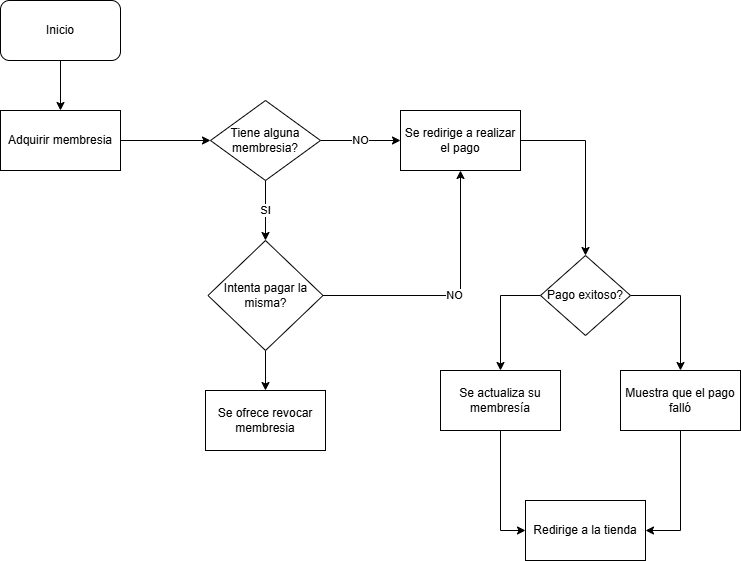 Inicio
Adquirir membresia
Tiene alguna
membresia?
NO
Se redirige a realizar
el pago
SI
Intenta pagar la
misma?
NO
Pago exitoso?
Se ofrece revocar
membresia
Se actualiza su
membresía
Muestra que el pago
falló
Redirige a la tienda